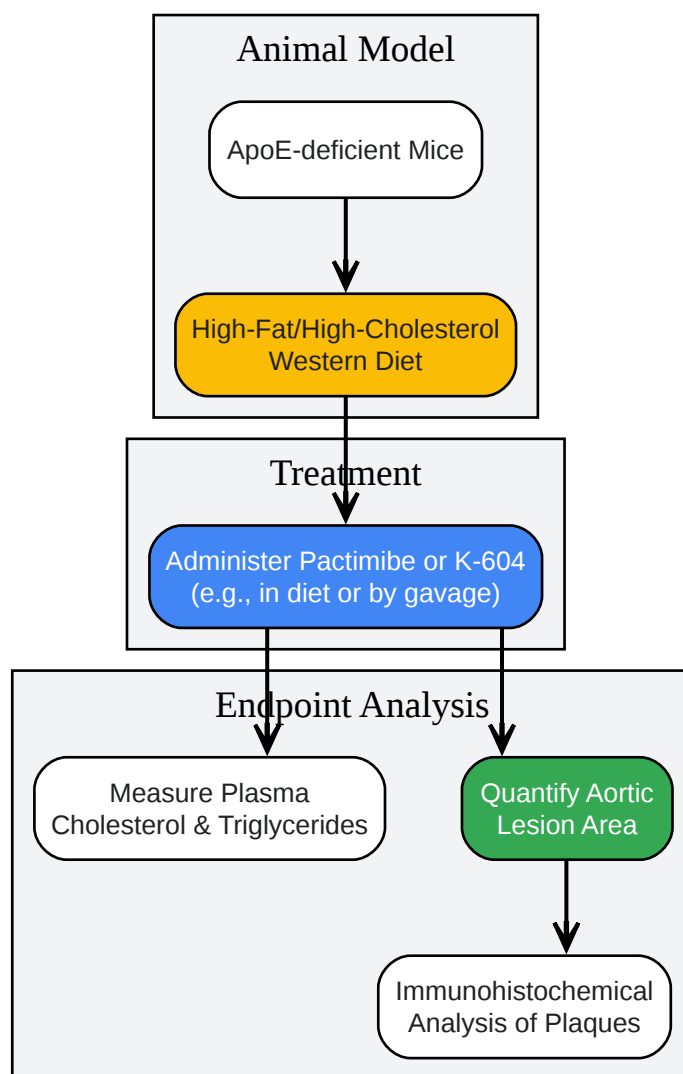 Animal Model
ApoE-deficient Mice
High-Fat/High-Cholesterol
Western Diet
Treatment
Administer Pactimibe or K-604
(e.g., in diet or by gavage)
Endpoint Analysis
Measure Plasma
Cholesterol & Triglycerides
Quantify Aortic
Lesion Area
Immunohistochemical
Analysis of Plaques